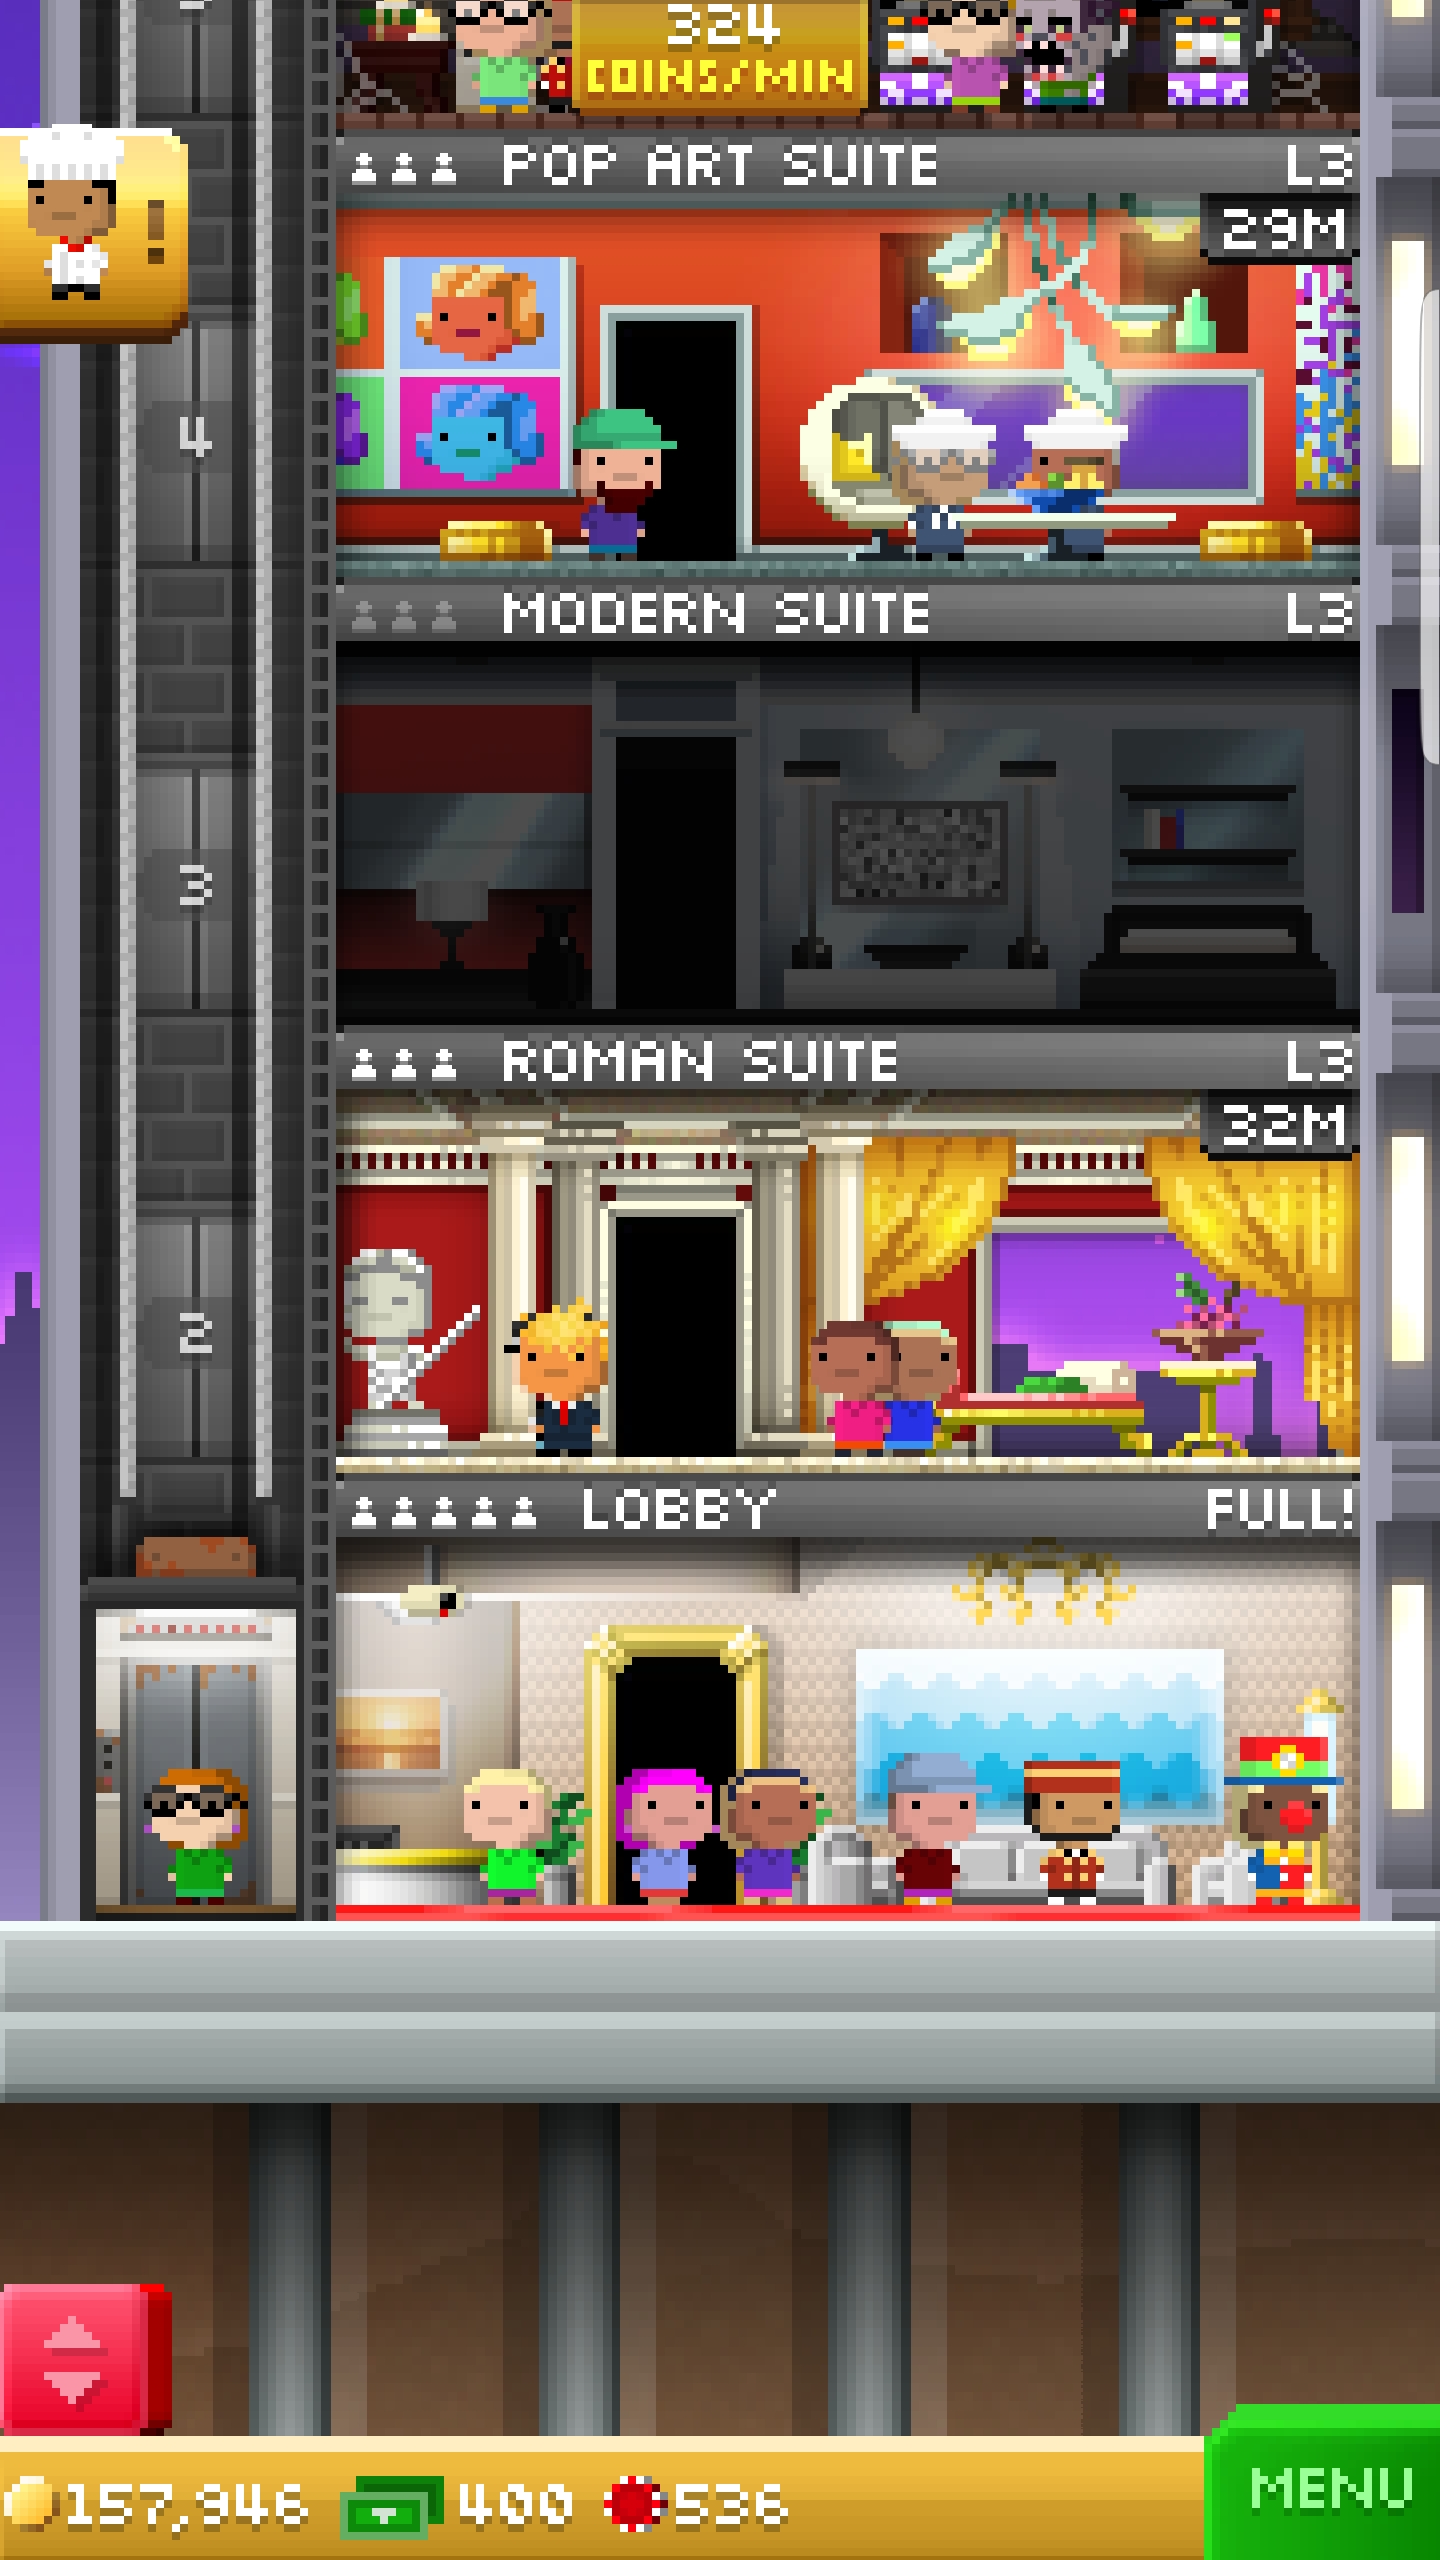 324
COINS/MIN
POP ART SUITE L3
29M
!
4
MODERN SUITE L3
3
ROMAN SUITE L3
32M
2
LOBBY FULL!
157,946 400 536
MENU